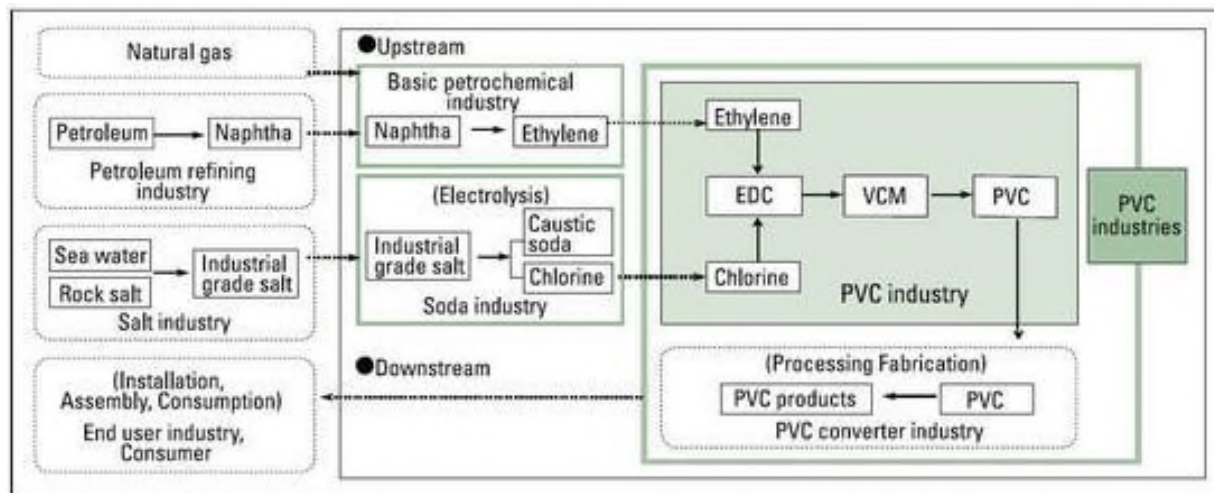 Natural gas
Petroleum
Naphtha
Petroleum refining
industry
Sea water
Rock salt
Industrial
grade salt
Salt industry
(Installation,
Assembly, Consumption)
End user industry,
Consumer
●Upstream
Basic petrochemical
industry
Naphtha
Ethylene
(Electrolysis)
Industrial
grade salt
Caustic
soda
Chlorine
Soda industry
●Downstream
Ethylene
EDC
VCM
PVC
Chlorine
PVC industry
PVC
industries
(Processing Fabrication)
PVC products
PVC
PVC converter industry